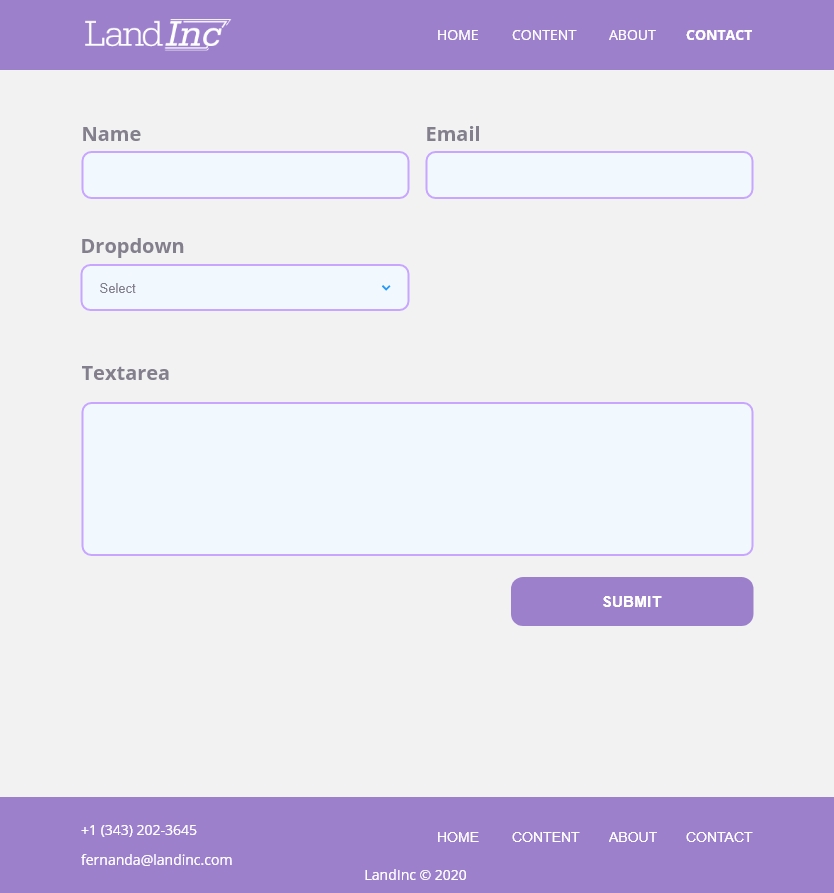 LandInc
HOME CONTENT ABOUT CONTACT
Name
Email
Dropdown
Select
Textarea
SUBMIT
+1 (343) 202-3645
fernanda@landinc.com
HOME CONTENT ABOUT CONTACT
LandInc © 2020